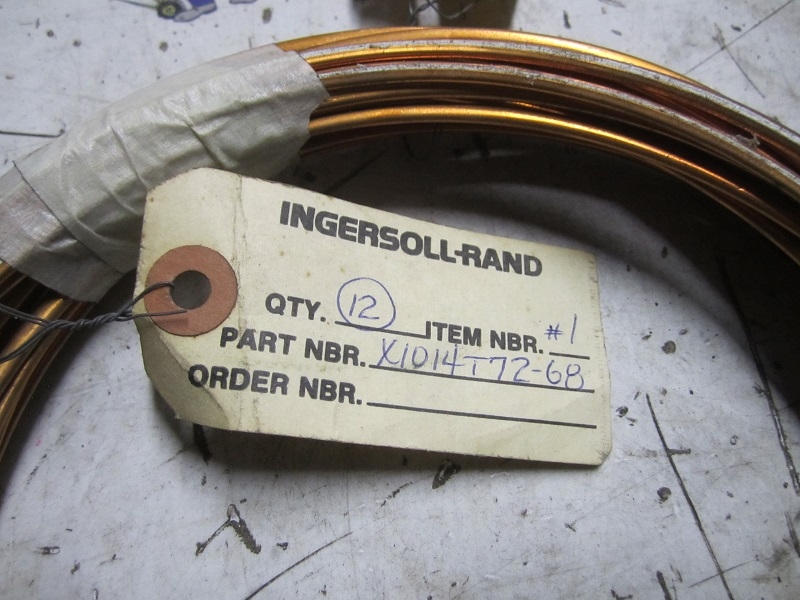 INGERSOLL-RAND
QTY. 12 ITEM NBR. #1
PART NBR. X1014T72-68
ORDER NBR.